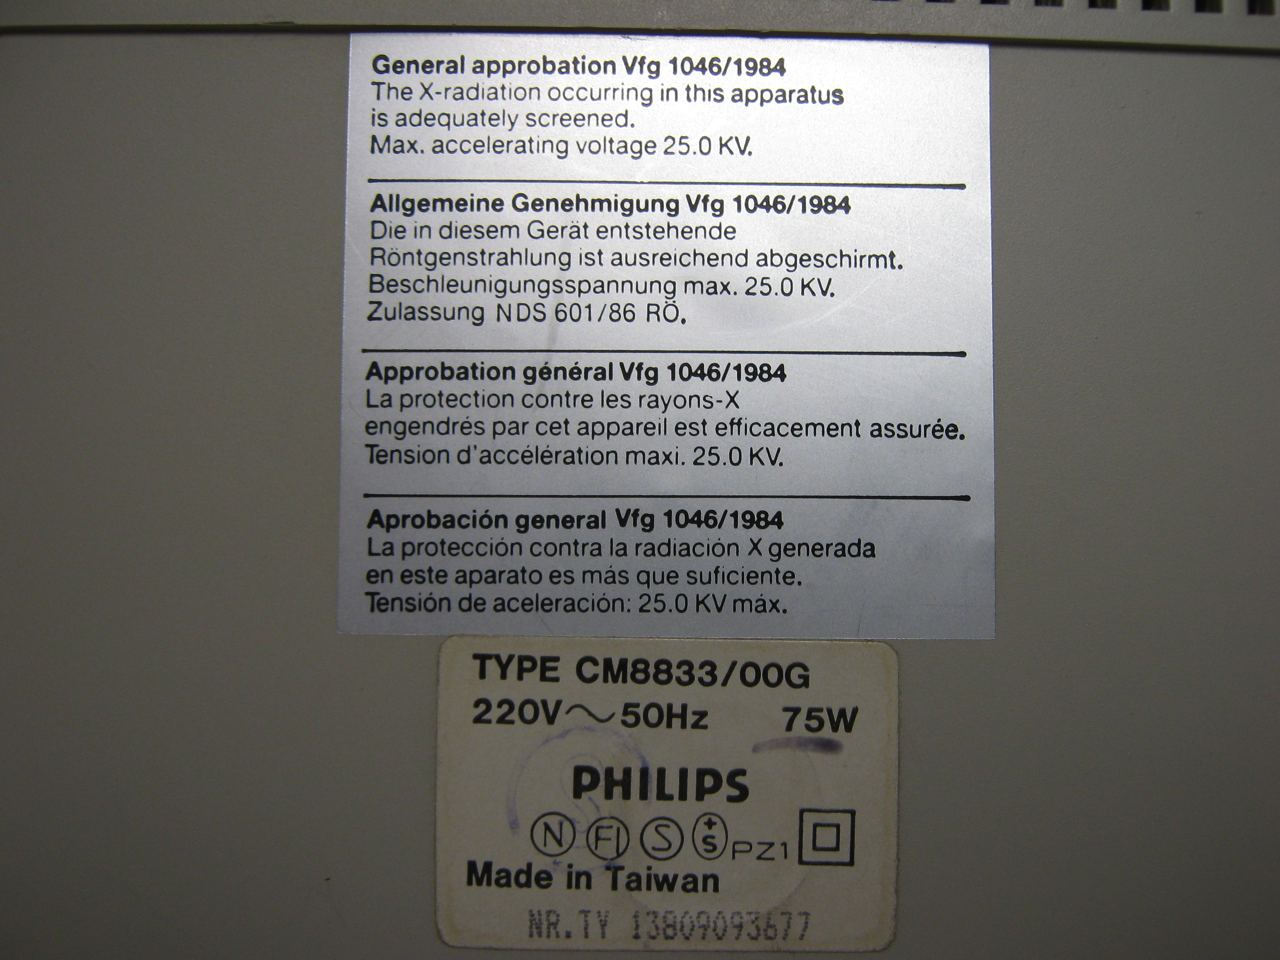 General approbation Vfg 1046/1984
The X-radiation occurring in this apparatus
is adequately screened.
Max. accelerating voltage 25.0 KV.
Allgemeine Genehmigung Vfg 1046/1984
Die in diesem Gerät entstehende
Röntgenstrahlung ist ausreichend abgeschirmt.
Beschleunigungsspannung max. 25.0 KV.
Zulassung NDS 601/86 RÖ.
Approbation général Vfg 1046/1984
La protection contre les rayons-X
engendrés par cet appareil est efficacement assurée.
Tension d'accélération maxi. 25.0 KV.
Aprobación general Vfg 1046/1984
La protección contra la radiación X generada
en este aparato es más que suficiente.
Tensión de aceleración: 25.0 KV máx.
TYPE CM8833/00G
220V~50Hz 75W
PHILIPS
N FI S +S PZ1
Made in Taiwan
NR.TY 13809093677